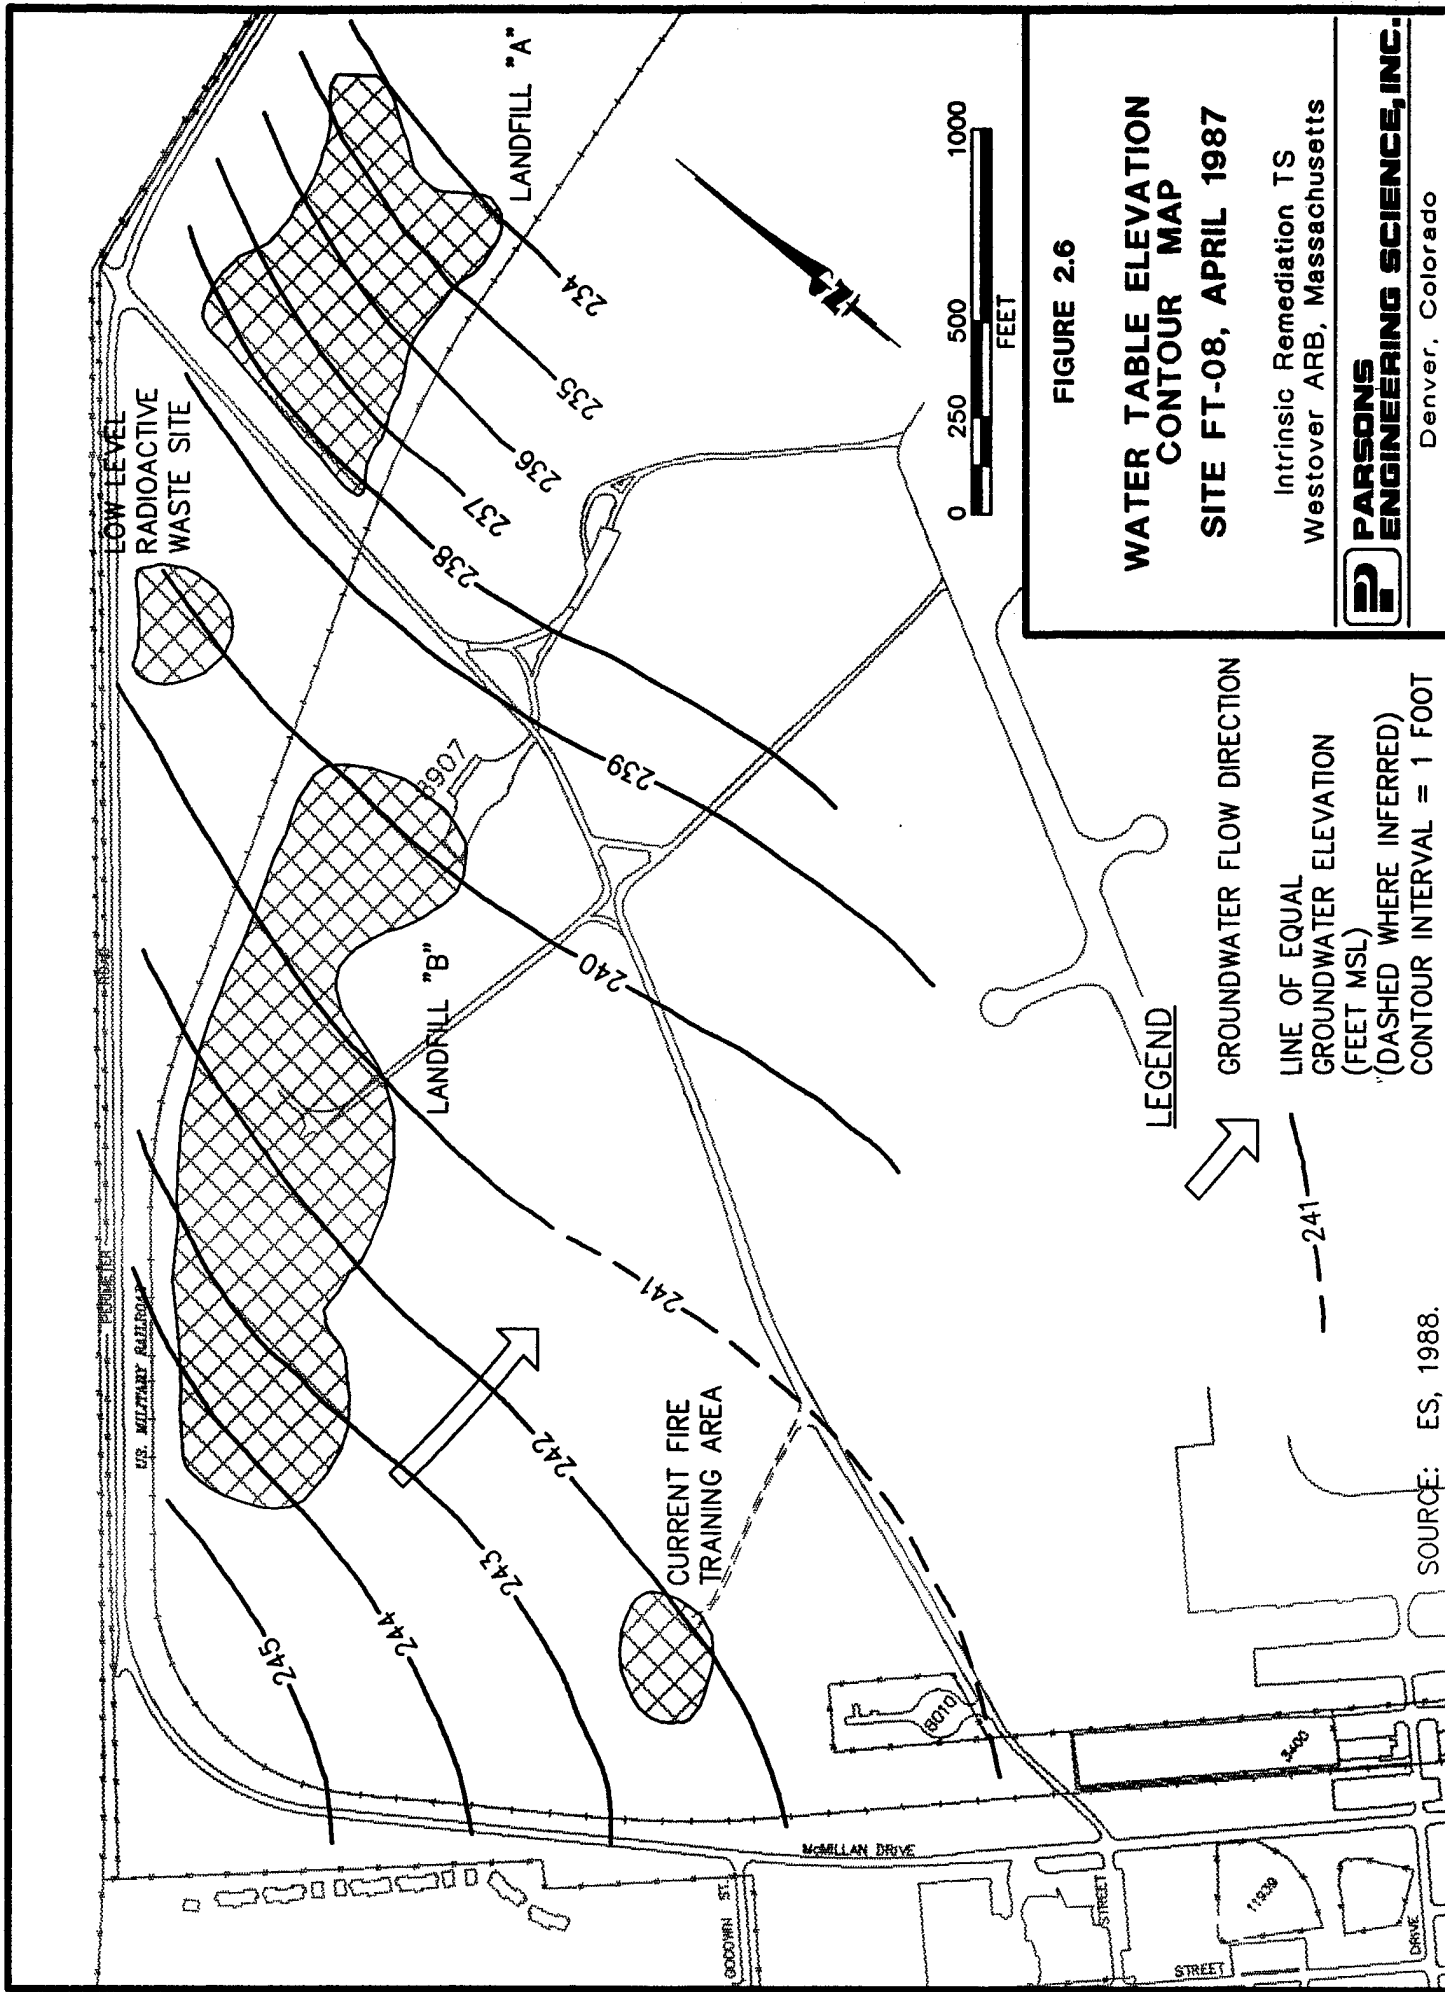 LOW LEVEL
RADIOACTIVE
WASTE SITE
LANDFILL "A"
LANDFILL "B"
CURRENT FIRE
TRAINING AREA
PERIMETER ROAD
U.S. MILITARY RAILROAD
McMILLAN DRIVE
GODOWN ST.
STREET
STREET
DRIVE
8907
8010
3400
11939
245
244
243
242
241
240
239
238
237
236
235
234
N
0 250 500 1000
FEET
LEGEND
GROUNDWATER FLOW DIRECTION
241
LINE OF EQUAL
GROUNDWATER ELEVATION
(FEET MSL)
(DASHED WHERE INFERRED)
CONTOUR INTERVAL = 1 FOOT
SOURCE: ES, 1988.
FIGURE 2.6
WATER TABLE ELEVATION
CONTOUR MAP
SITE FT-08, APRIL 1987
Intrinsic Remediation TS
Westover ARB, Massachusetts
PARSONS
ENGINEERING SCIENCE, INC.
Denver, Colorado